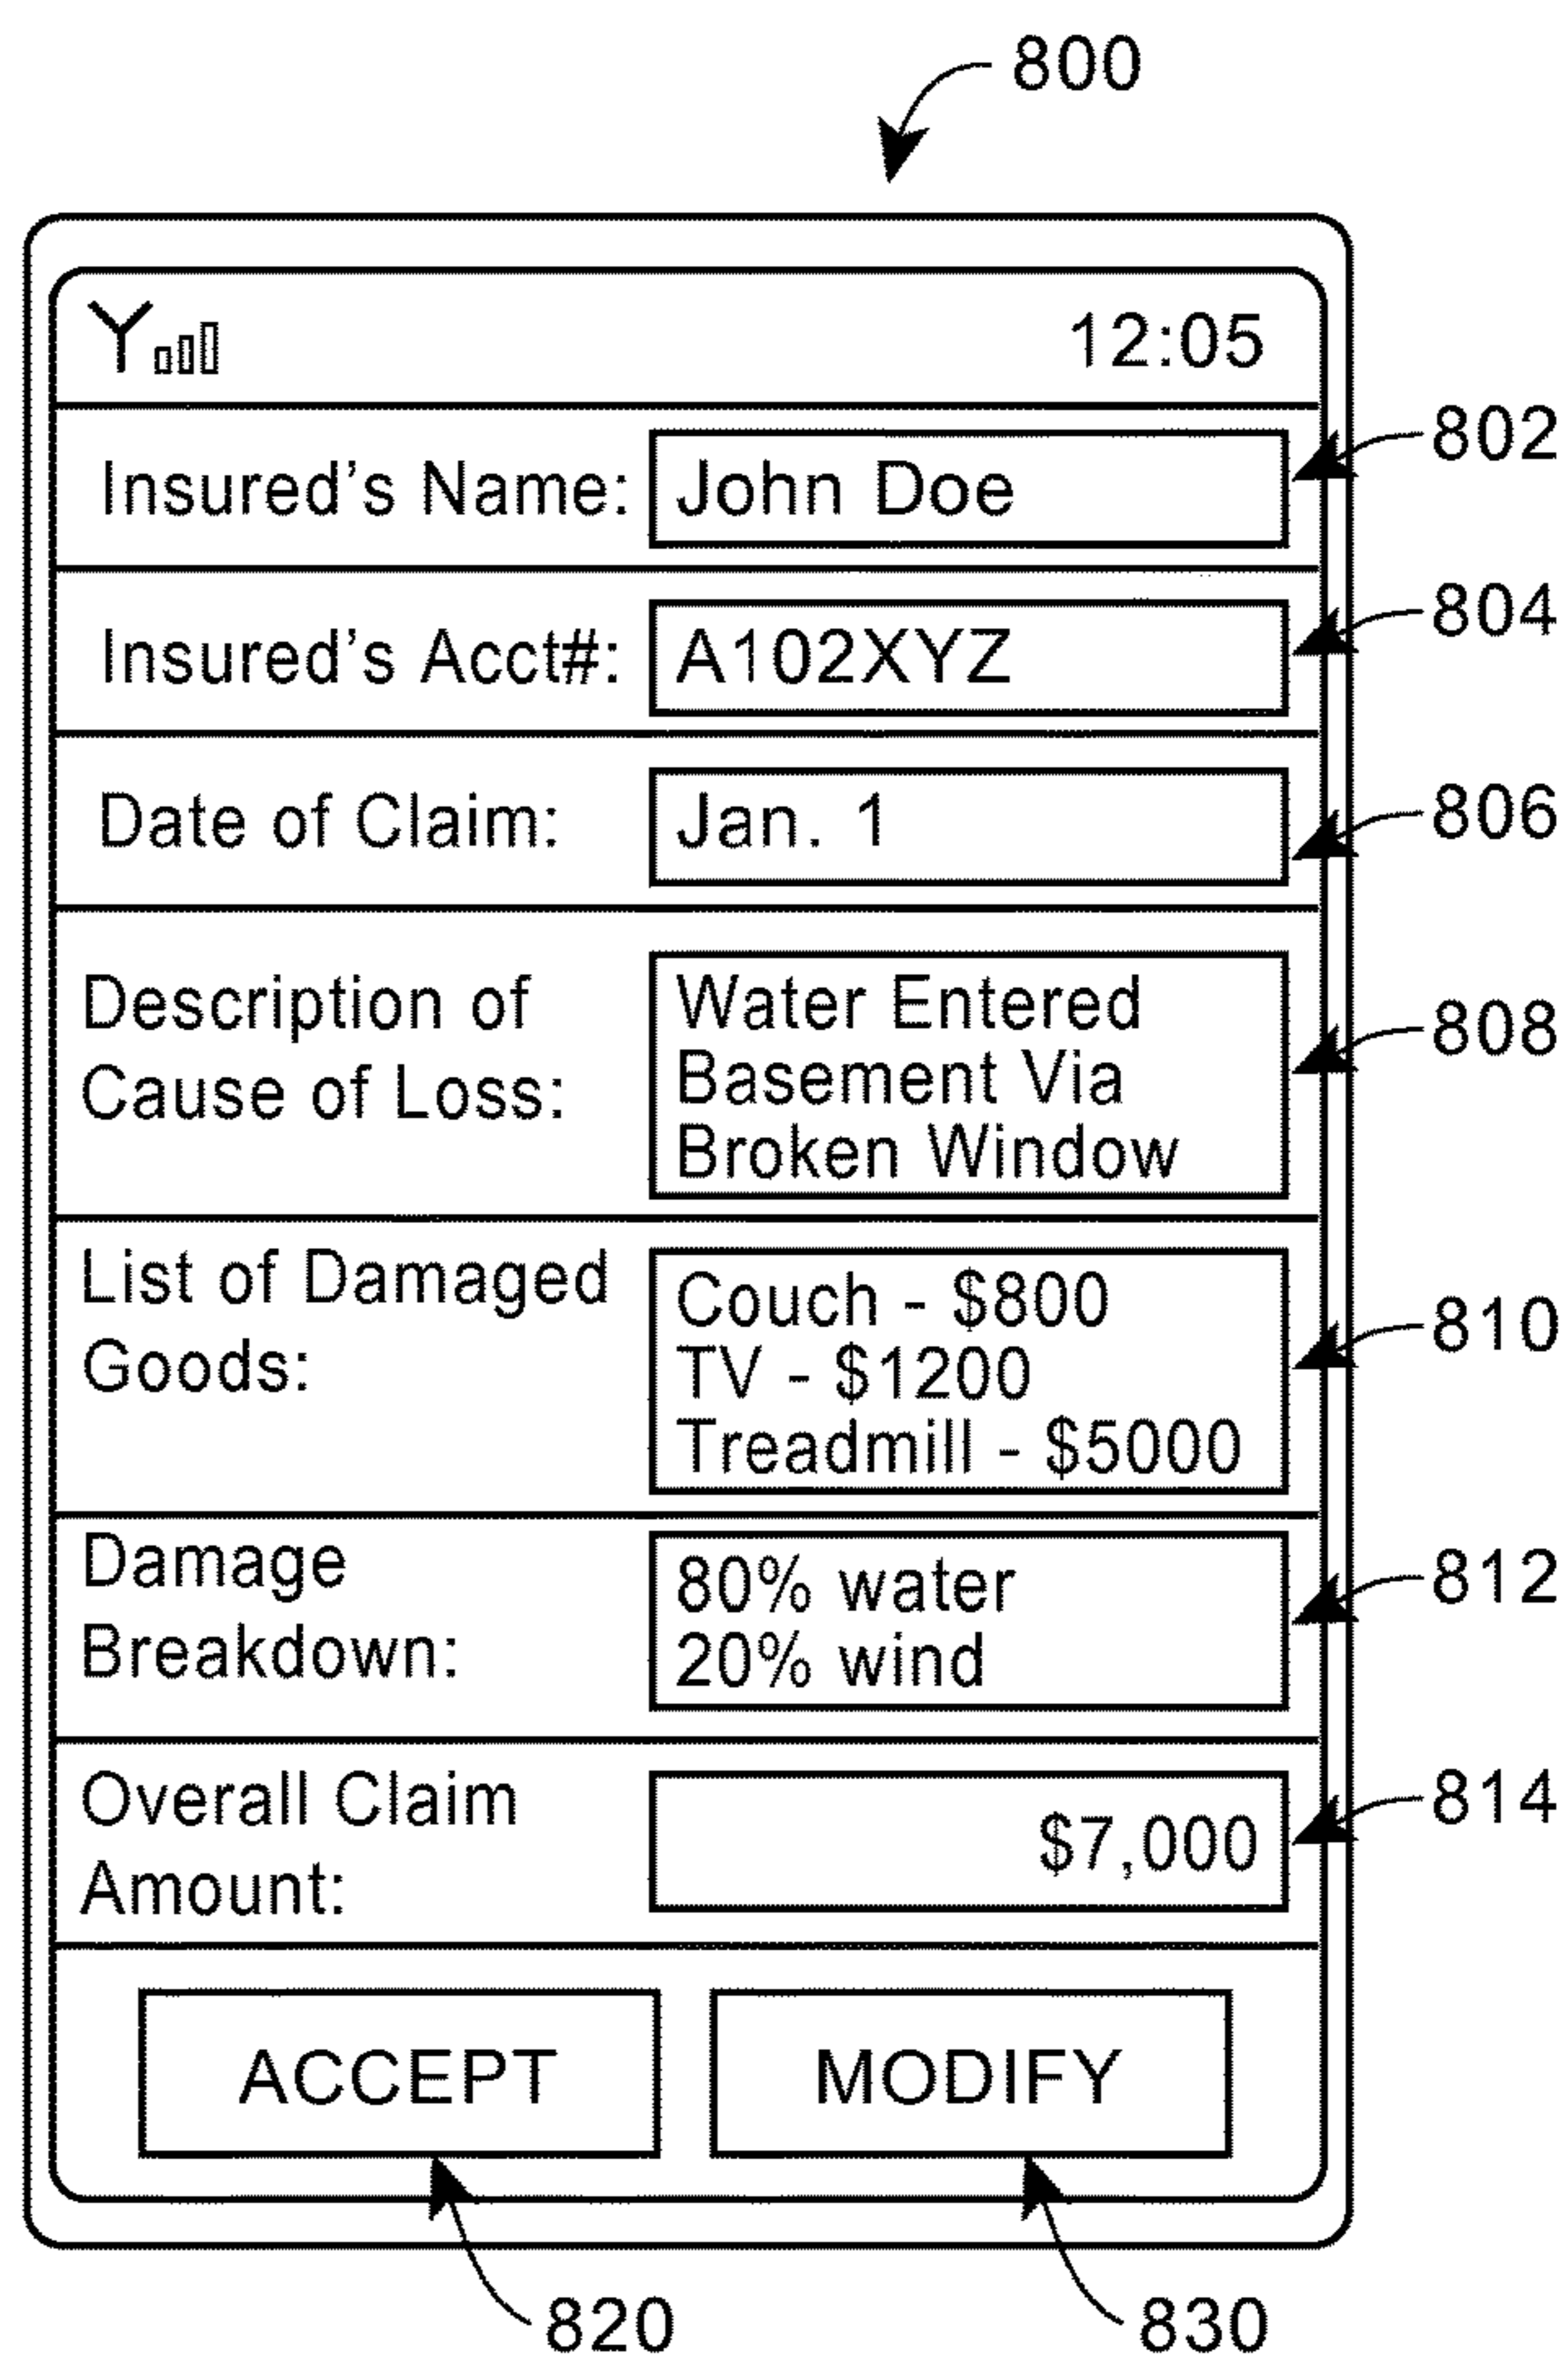 800
12:05
Insured's Name: John Doe 802
Insured's Acct#: A102XYZ 804
Date of Claim: Jan. 1 806
Description of
Cause of Loss:
Water Entered
Basement Via
Broken Window
808
List of Damaged
Goods:
Couch - $800
TV - $1200
Treadmill - $5000
810
Damage
Breakdown:
80% water
20% wind
812
Overall Claim
Amount:
$7,000
814
ACCEPT MODIFY
820 830